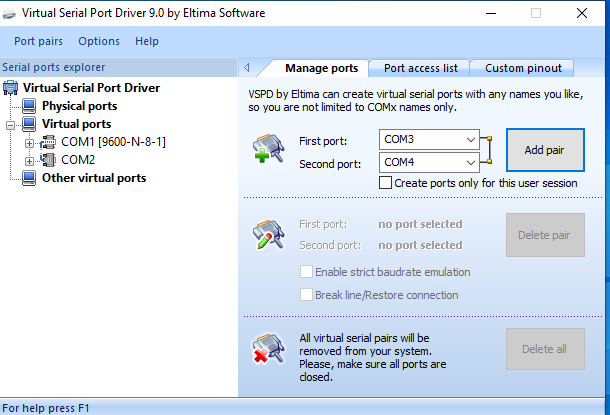 Virtual Serial Port Driver 9.0 by Eltima Software
Port pairs Options Help
Serial ports explorer
Virtual Serial Port Driver
Physical ports
Virtual ports
COM1 [9600-N-8-1]
COM2
Other virtual ports
Manage ports Port access list Custom pinout
VSPD by Eltima can create virtual serial ports with any names you like,
so you are not limited to COMx names only.
First port: COM3
Second port: COM4
Add pair
Create ports only for this user session
First port: no port selected
Second port: no port selected
Delete pair
Enable strict baudrate emulation
Break line/Restore connection
All virtual serial pairs will be
removed from your system.
Please, make sure all ports are
closed.
Delete all
For help press F1